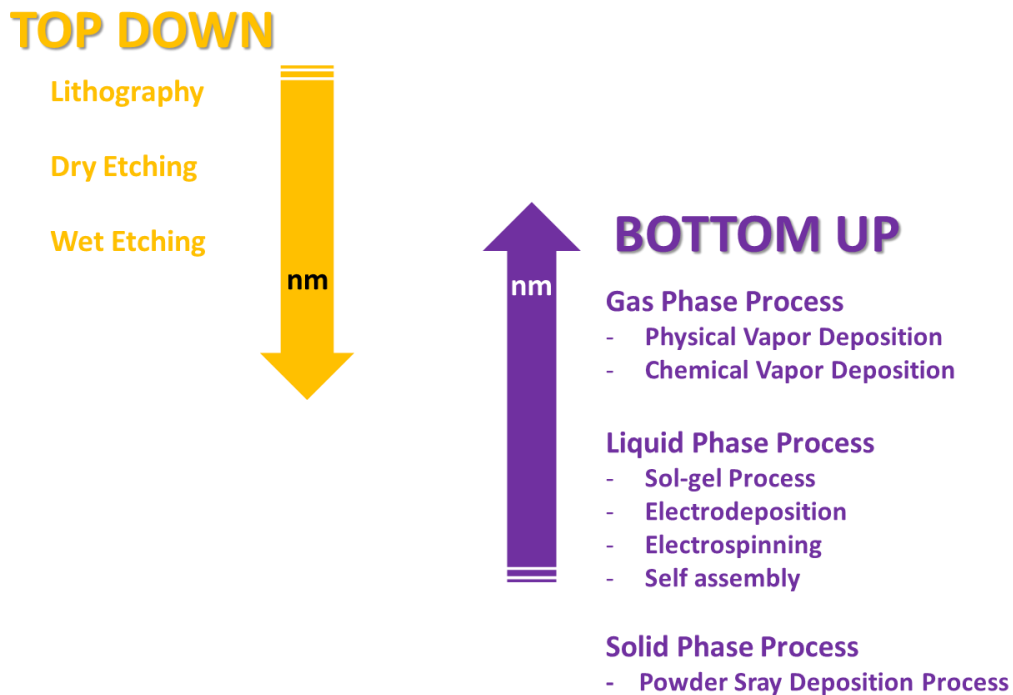 TOP DOWN
Lithography
Dry Etching
Wet Etching
nm
BOTTOM UP
nm
Gas Phase Process
- Physical Vapor Deposition
- Chemical Vapor Deposition
Liquid Phase Process
- Sol-gel Process
- Electrodeposition
- Electrospinning
- Self assembly
Solid Phase Process
- Powder Sray Deposition Process